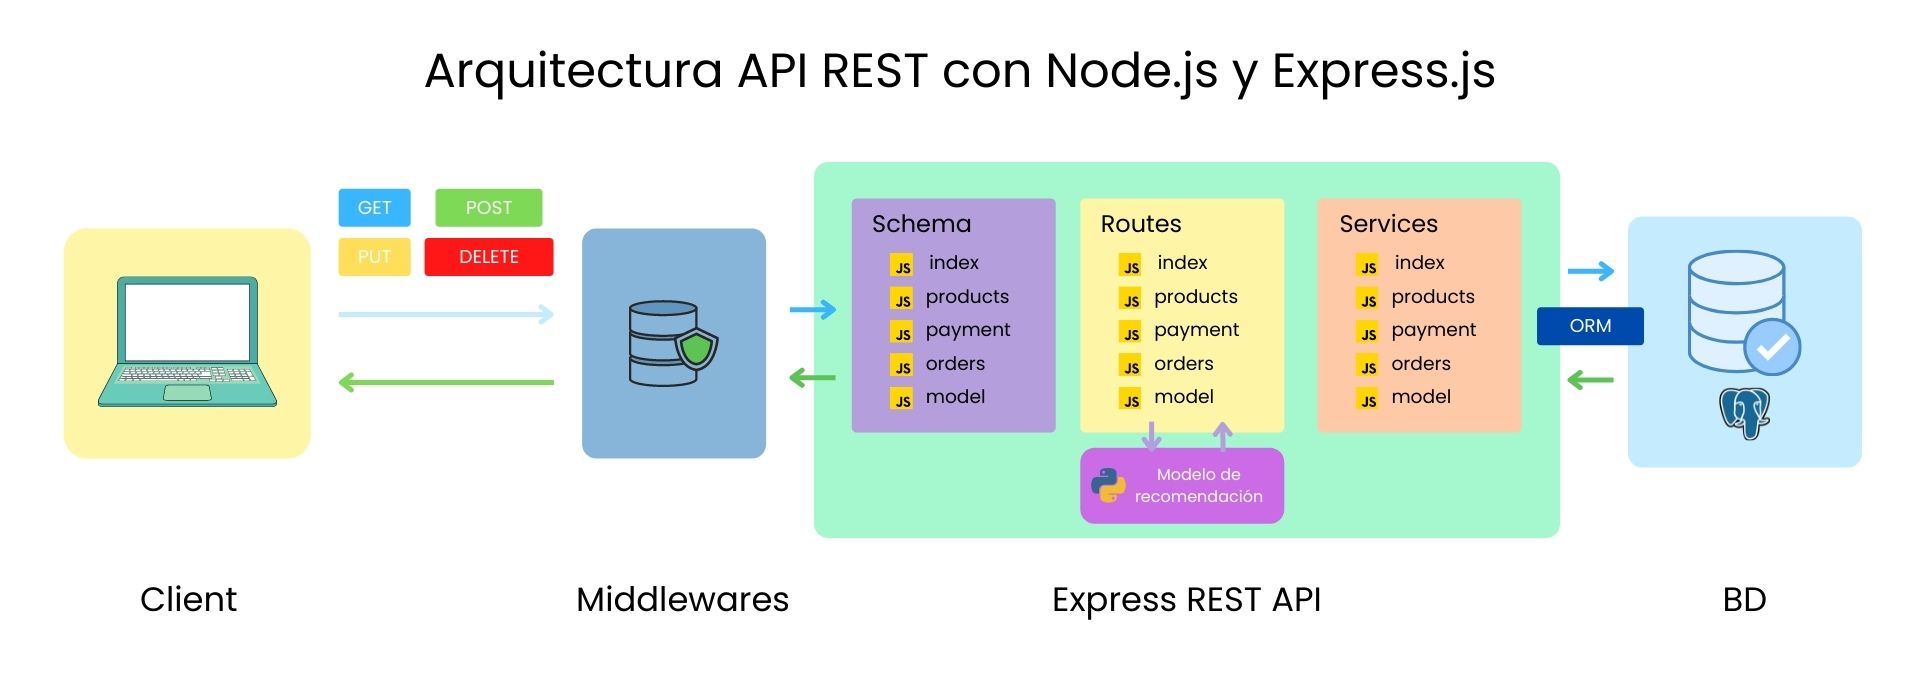 Arquitectura API REST con Node.js y Express.js
GET
POST
PUT
DELETE
Schema
JS index
JS products
JS payment
JS orders
JS model
Routes
JS index
JS products
JS payment
JS orders
JS model
Services
JS index
JS products
JS payment
JS orders
JS model
Modelo de
recomendación
ORM
Client
Middlewares
Express REST API
BD